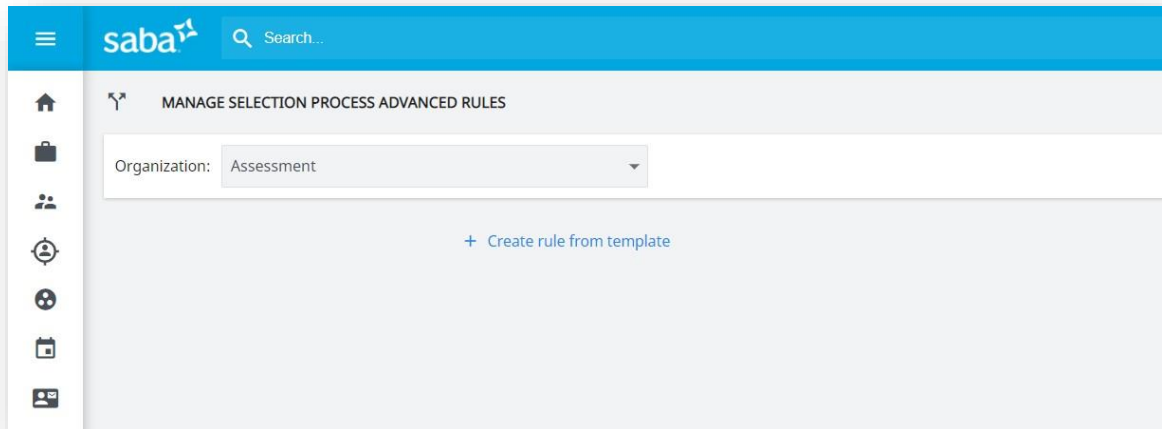 saba
Search...
MANAGE SELECTION PROCESS ADVANCED RULES
Organization: Assessment
+ Create rule from template